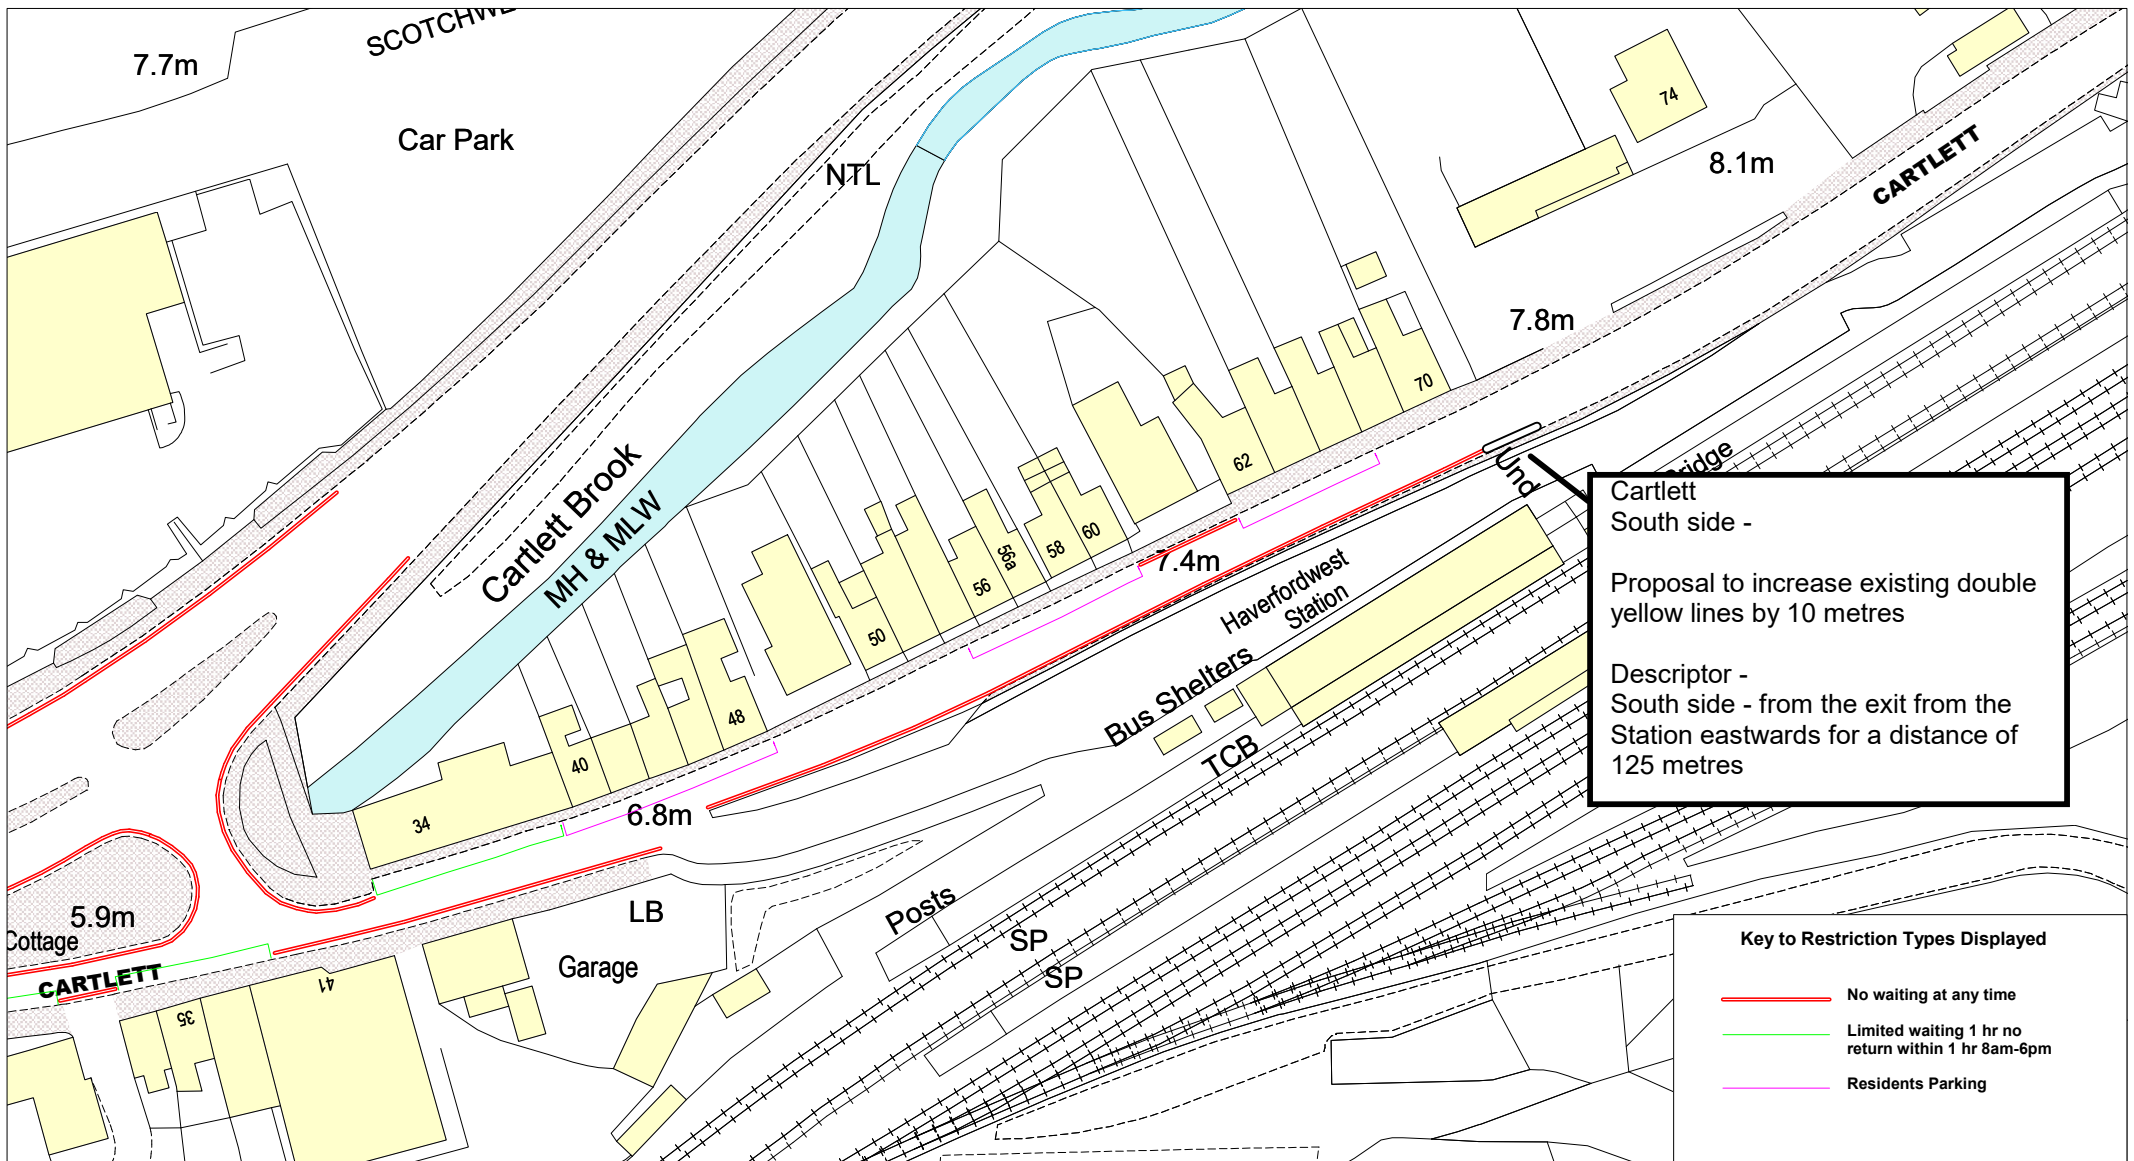 SCOTCHWE
7.7m
Car Park
NTL
74
8.1m
CARTLETT
7.8m
70
62
Und
Bridge
Cartlett Brook
MH & MLW
60
58
56a
56
50
48
40
34
7.4m
6.8m
Haverfordwest
Station
Bus Shelters
TCB
Cartlett
South side -
Proposal to increase existing double
yellow lines by 10 metres
Descriptor -
South side - from the exit from the
Station eastwards for a distance of
125 metres
5.9m
Cottage
CARTLETT
LB
Garage
Posts
SP
SP
41
35
Key to Restriction Types Displayed
No waiting at any time
Limited waiting 1 hr no
return within 1 hr 8am-6pm
Residents Parking